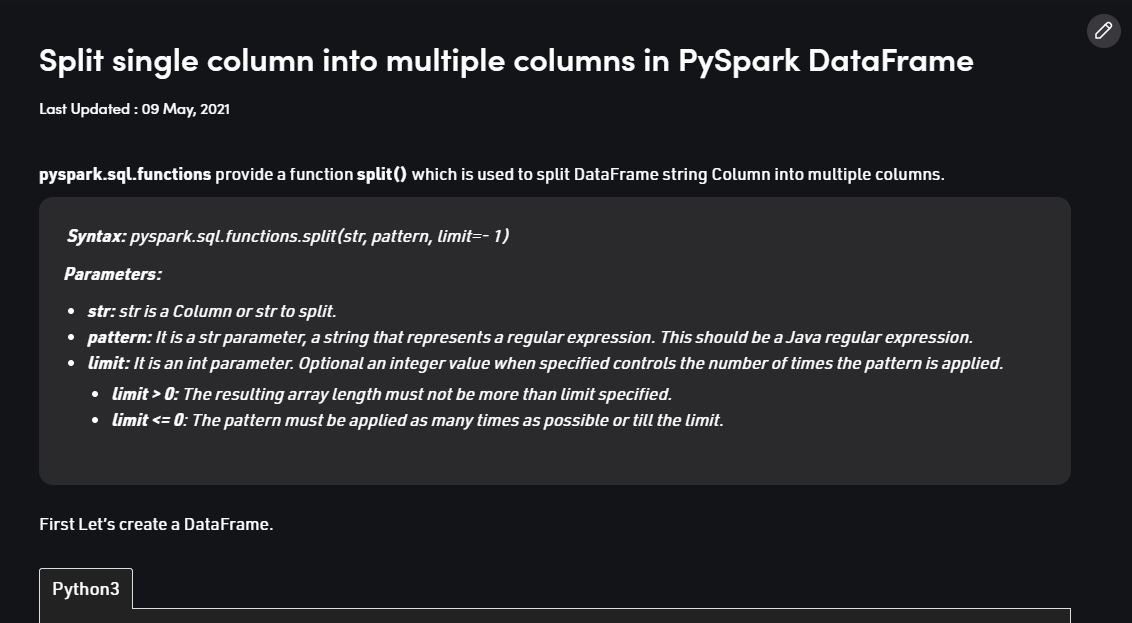 Split single column into multiple columns in PySpark DataFrame
Last Updated : 09 May, 2021
pyspark.sql.functions provide a function split() which is used to split DataFrame string Column into multiple columns.
Syntax: pyspark.sql.functions.split(str, pattern, limit=- 1)
Parameters:
• str: str is a Column or str to split.
• pattern: It is a str parameter, a string that represents a regular expression. This should be a Java regular expression.
• limit: It is an int parameter. Optional an integer value when specified controls the number of times the pattern is applied.
• limit > 0: The resulting array length must not be more than limit specified.
• limit <= 0: The pattern must be applied as many times as possible or till the limit.
First Let’s create a DataFrame.
Python3